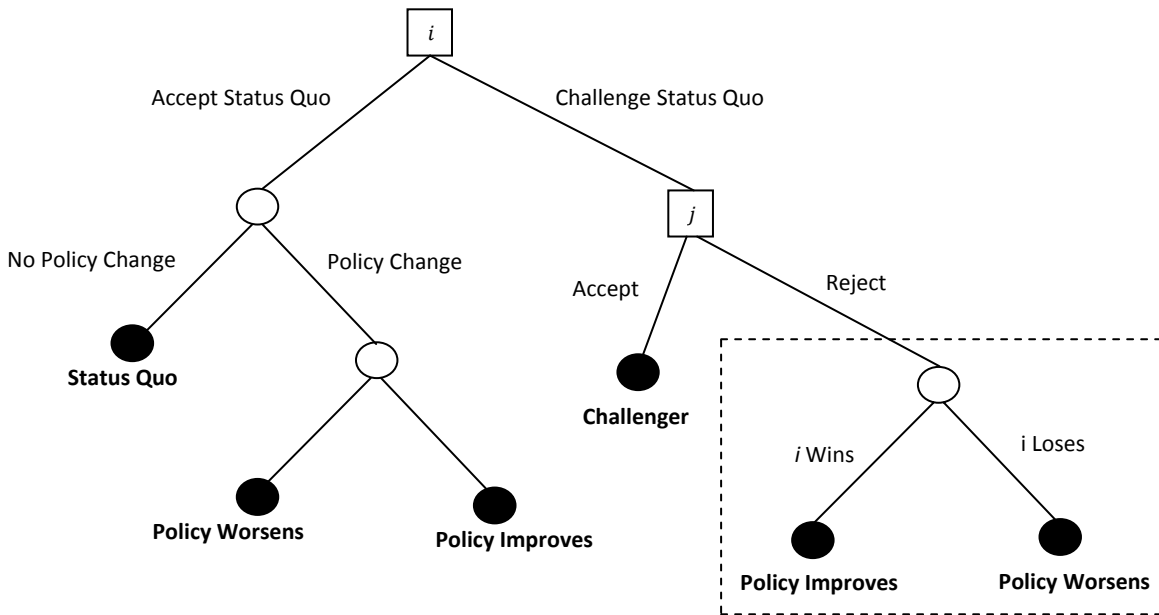 i
Accept Status Quo
Challenge Status Quo
j
No Policy Change
Policy Change
Accept
Reject
Status Quo
Challenger
i Wins
i Loses
Policy Worsens
Policy Improves
Policy Improves
Policy Worsens